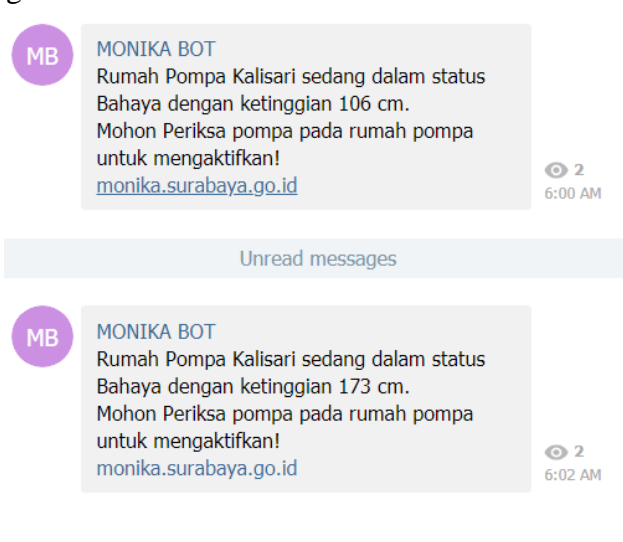 MB
MONIKA BOT
Rumah Pompa Kalisari sedang dalam status
Bahaya dengan ketinggian 106 cm.
Mohon Periksa pompa pada rumah pompa
untuk mengaktifkan!
monika.surabaya.go.id
2
6:00 AM
Unread messages
MB
MONIKA BOT
Rumah Pompa Kalisari sedang dalam status
Bahaya dengan ketinggian 173 cm.
Mohon Periksa pompa pada rumah pompa
untuk mengaktifkan!
monika.surabaya.go.id
2
6:02 AM